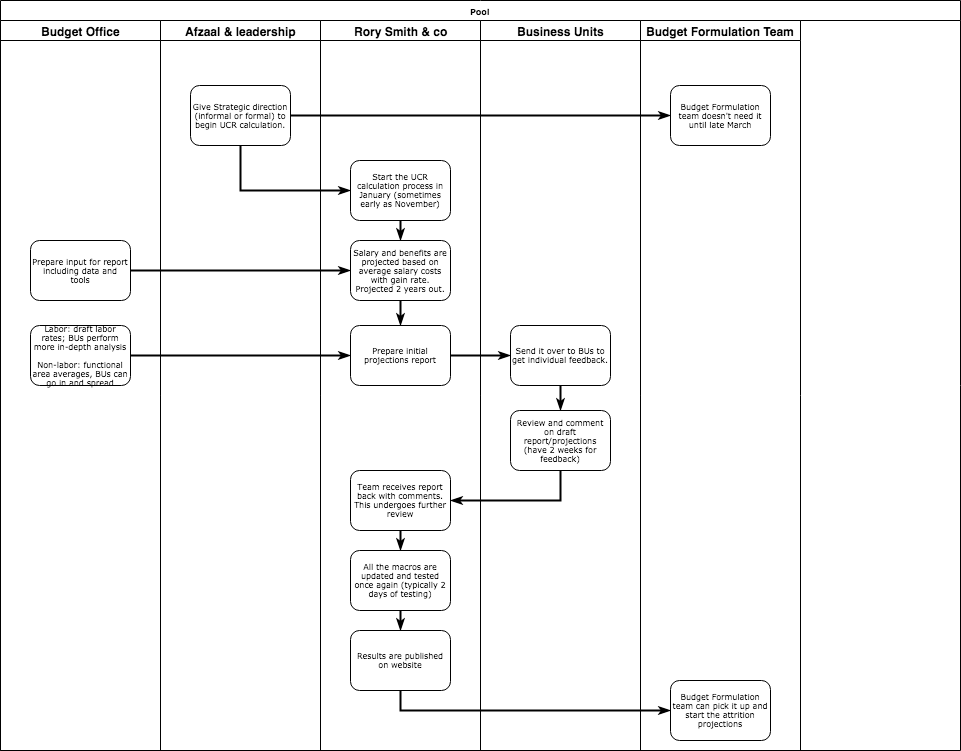 Pool
Budget Office
Afzaal & leadership
Rory Smith & co
Business Units
Budget Formulation Team
Give Strategic direction
(informal or formal) to
begin UCR calculation.
Budget Formulation
team doesn't need it
until late March
Start the UCR
calculation process in
January (sometimes
early as November)
Prepare input for report
including data and
tools
Salary and benefits are
projected based on
average salary costs
with gain rate.
Projected 2 years out.
Labor: draft labor
rates; BUs perform
more in-depth analysis
Non-labor: functional
area averages, BUs can
go in and spread
Prepare initial
projections report
Send it over to BUs to
get individual feedback.
Review and comment
on draft
report/projections
(have 2 weeks for
feedback)
Team receives report
back with comments.
This undergoes further
review
All the macros are
updated and tested
once again (typically 2
days of testing)
Results are published
on website
Budget Formulation
team can pick it up and
start the attrition
projections